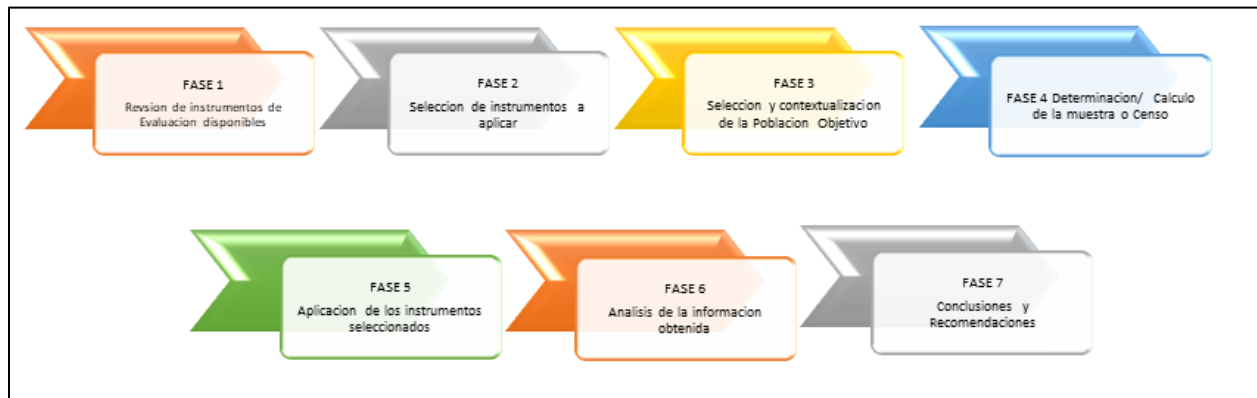 FASE 1
Revsion de instrumentos de
Evaluacion disponibles
FASE 2
Seleccion de instrumentos a
aplicar
FASE 3
Seleccion y contextualizacion
de la Poblacion Objetivo
FASE 4 Determinacion/ Calculo
de la muestra o Censo
FASE 5
Aplicacion de los instrumentos
seleccionados
FASE 6
Analisis de la informacion
obtenida
FASE 7
Conclusiones y
Recomendaciones